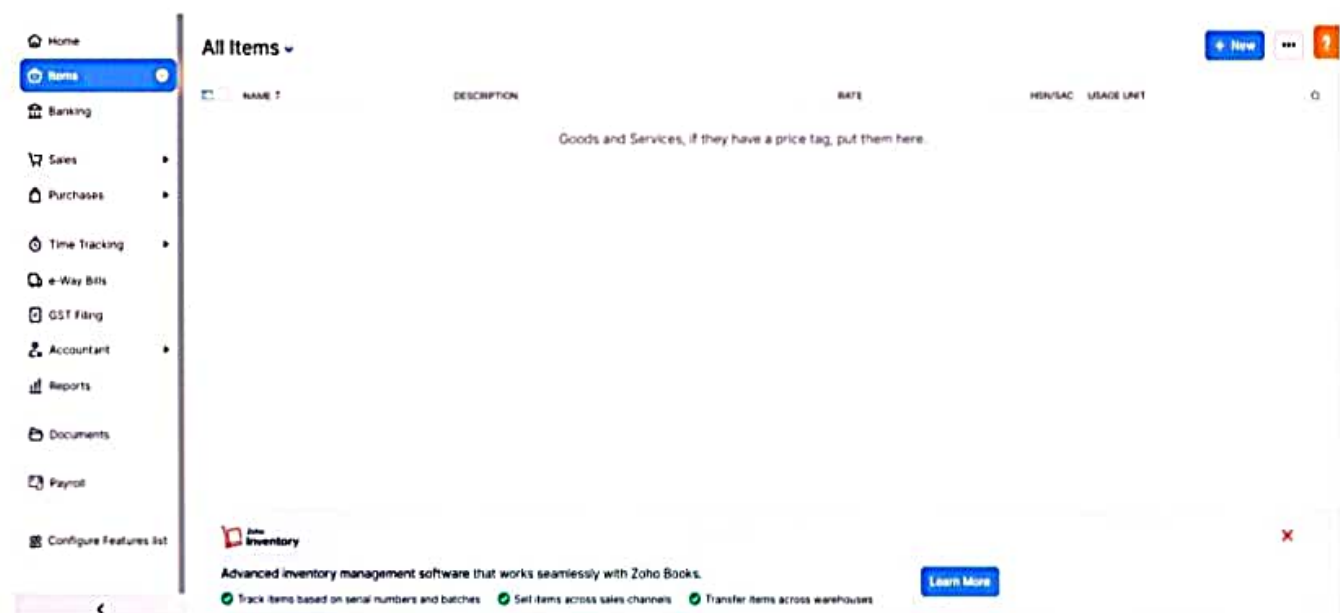 Home
Items
Banking
Sales
Purchases
Time Tracking
e-Way Bills
GST Filing
Accountant
Reports
Documents
Payroll
Configure Features list
All Items
+ New
?
NAME
DESCRIPTION
RATE
HSN/SAC
USAGE UNIT
Goods and Services, if they have a price tag, put them here.
Zoho
Inventory
Advanced inventory management software that works seamlessly with Zoho Books.
Learn More
Track items based on serial numbers and batches
Sell items across sales channels
Transfer items across warehouses